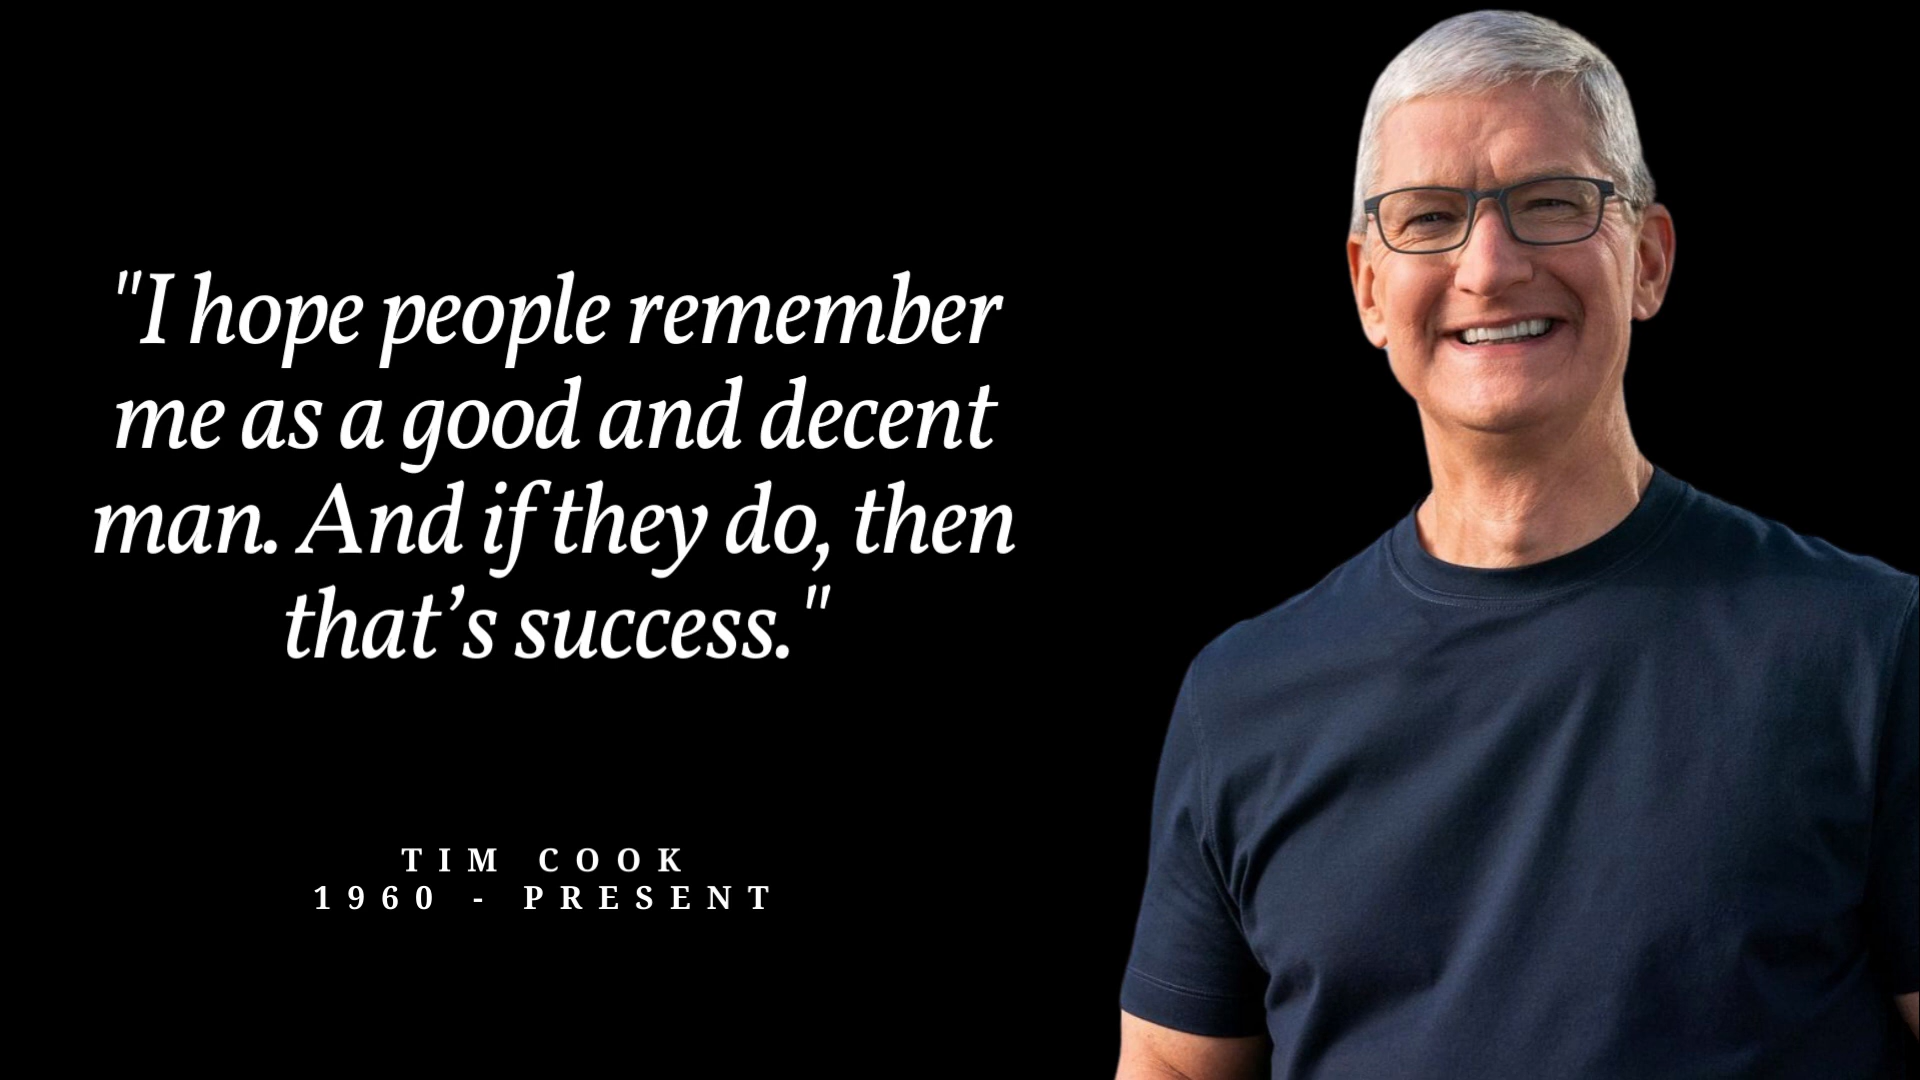 "I hope people remember
me as a good and decent
man. And if they do, then
that’s success."
TIM COOK
1960 - PRESENT